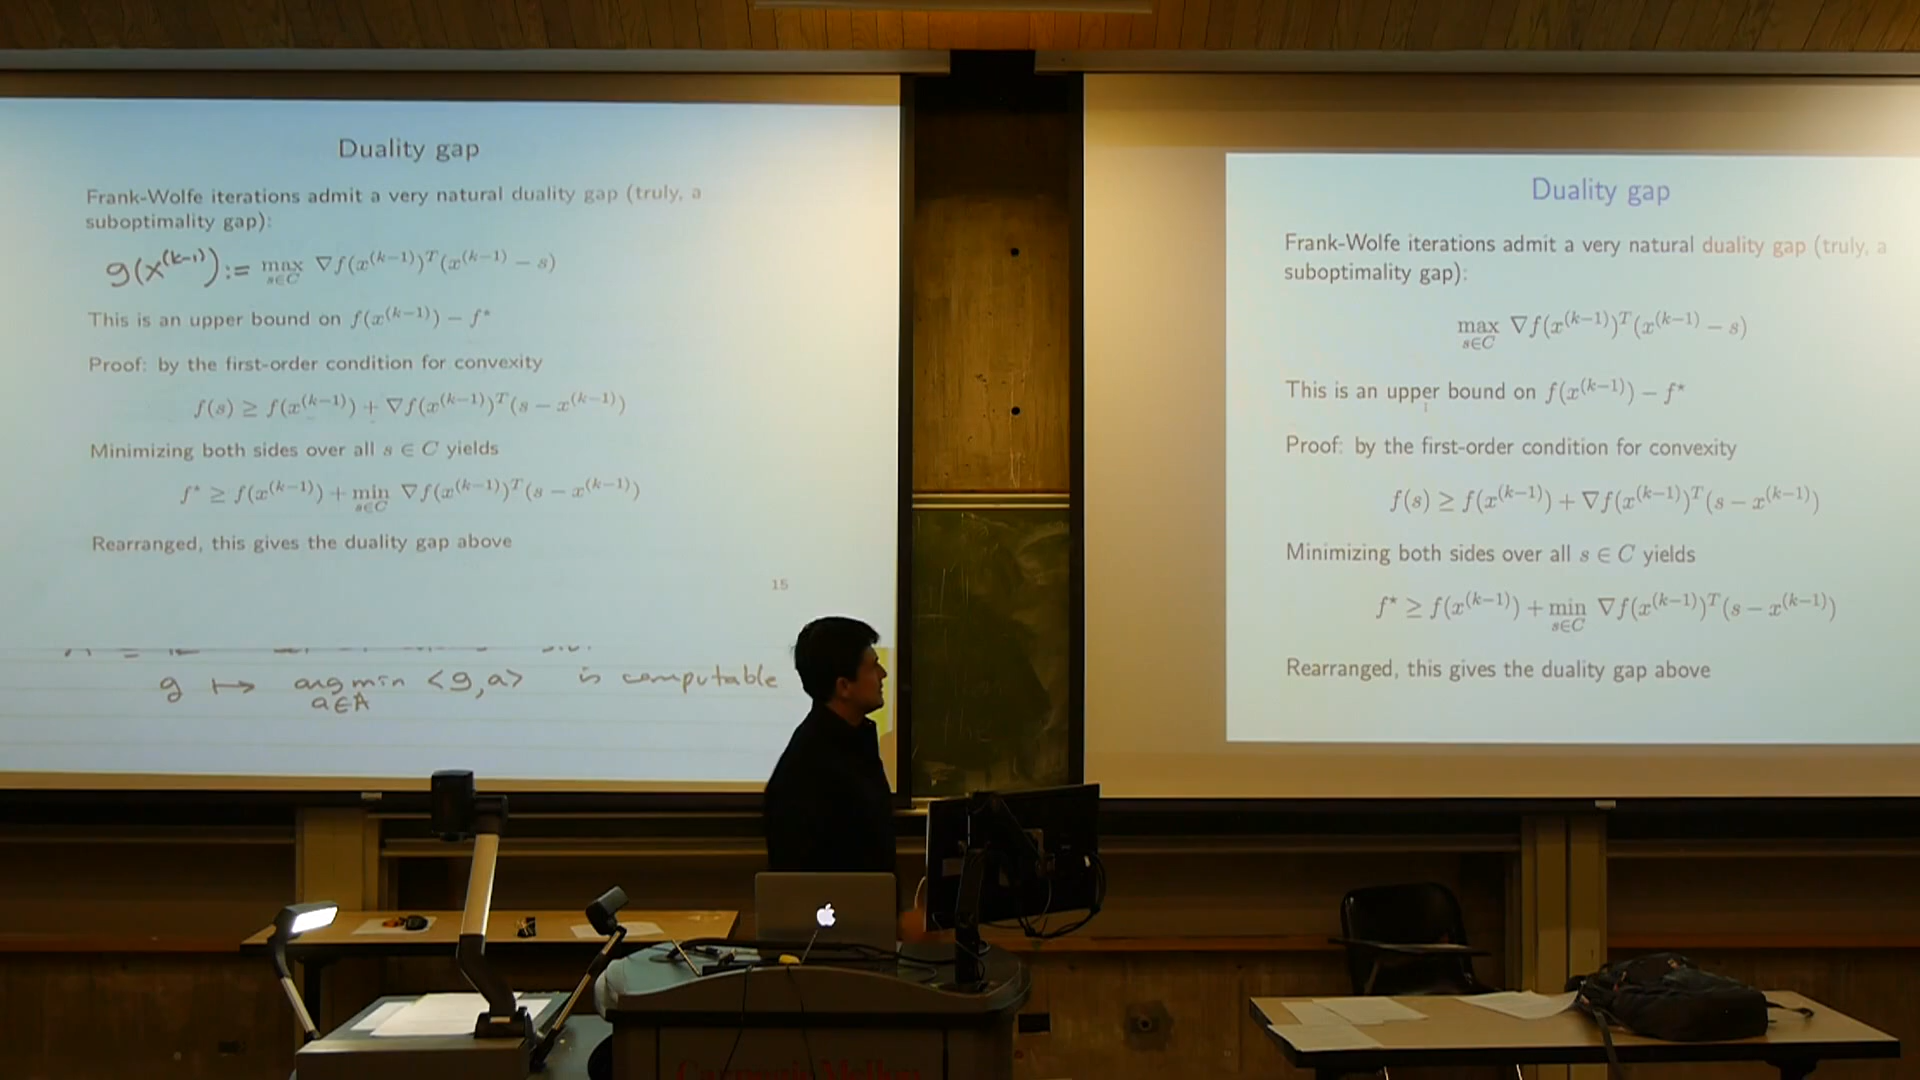 Duality gap
Frank-Wolfe iterations admit a very natural duality gap (truly, a
suboptimality gap):
g(x^(k-1)) := max_{s∈C} ∇f(x^(k−1))^T(x^(k−1) − s)
This is an upper bound on f(x^(k−1)) − f*
Proof: by the first-order condition for convexity
f(s) ≥ f(x^(k−1)) + ∇f(x^(k−1))^T(s − x^(k−1))
Minimizing both sides over all s ∈ C yields
f* ≥ f(x^(k−1)) + min_{s∈C} ∇f(x^(k−1))^T(s − x^(k−1))
Rearranged, this gives the duality gap above
15
g ↦ argmin_{a∈A} <g,a> is computable
Duality gap
Frank-Wolfe iterations admit a very natural duality gap (truly, a
suboptimality gap):
max_{s∈C} ∇f(x^(k−1))^T(x^(k−1) − s)
This is an upper bound on f(x^(k−1)) − f*
Proof: by the first-order condition for convexity
f(s) ≥ f(x^(k−1)) + ∇f(x^(k−1))^T(s − x^(k−1))
Minimizing both sides over all s ∈ C yields
f* ≥ f(x^(k−1)) + min_{s∈C} ∇f(x^(k−1))^T(s − x^(k−1))
Rearranged, this gives the duality gap above
the
Carnegie Mellon